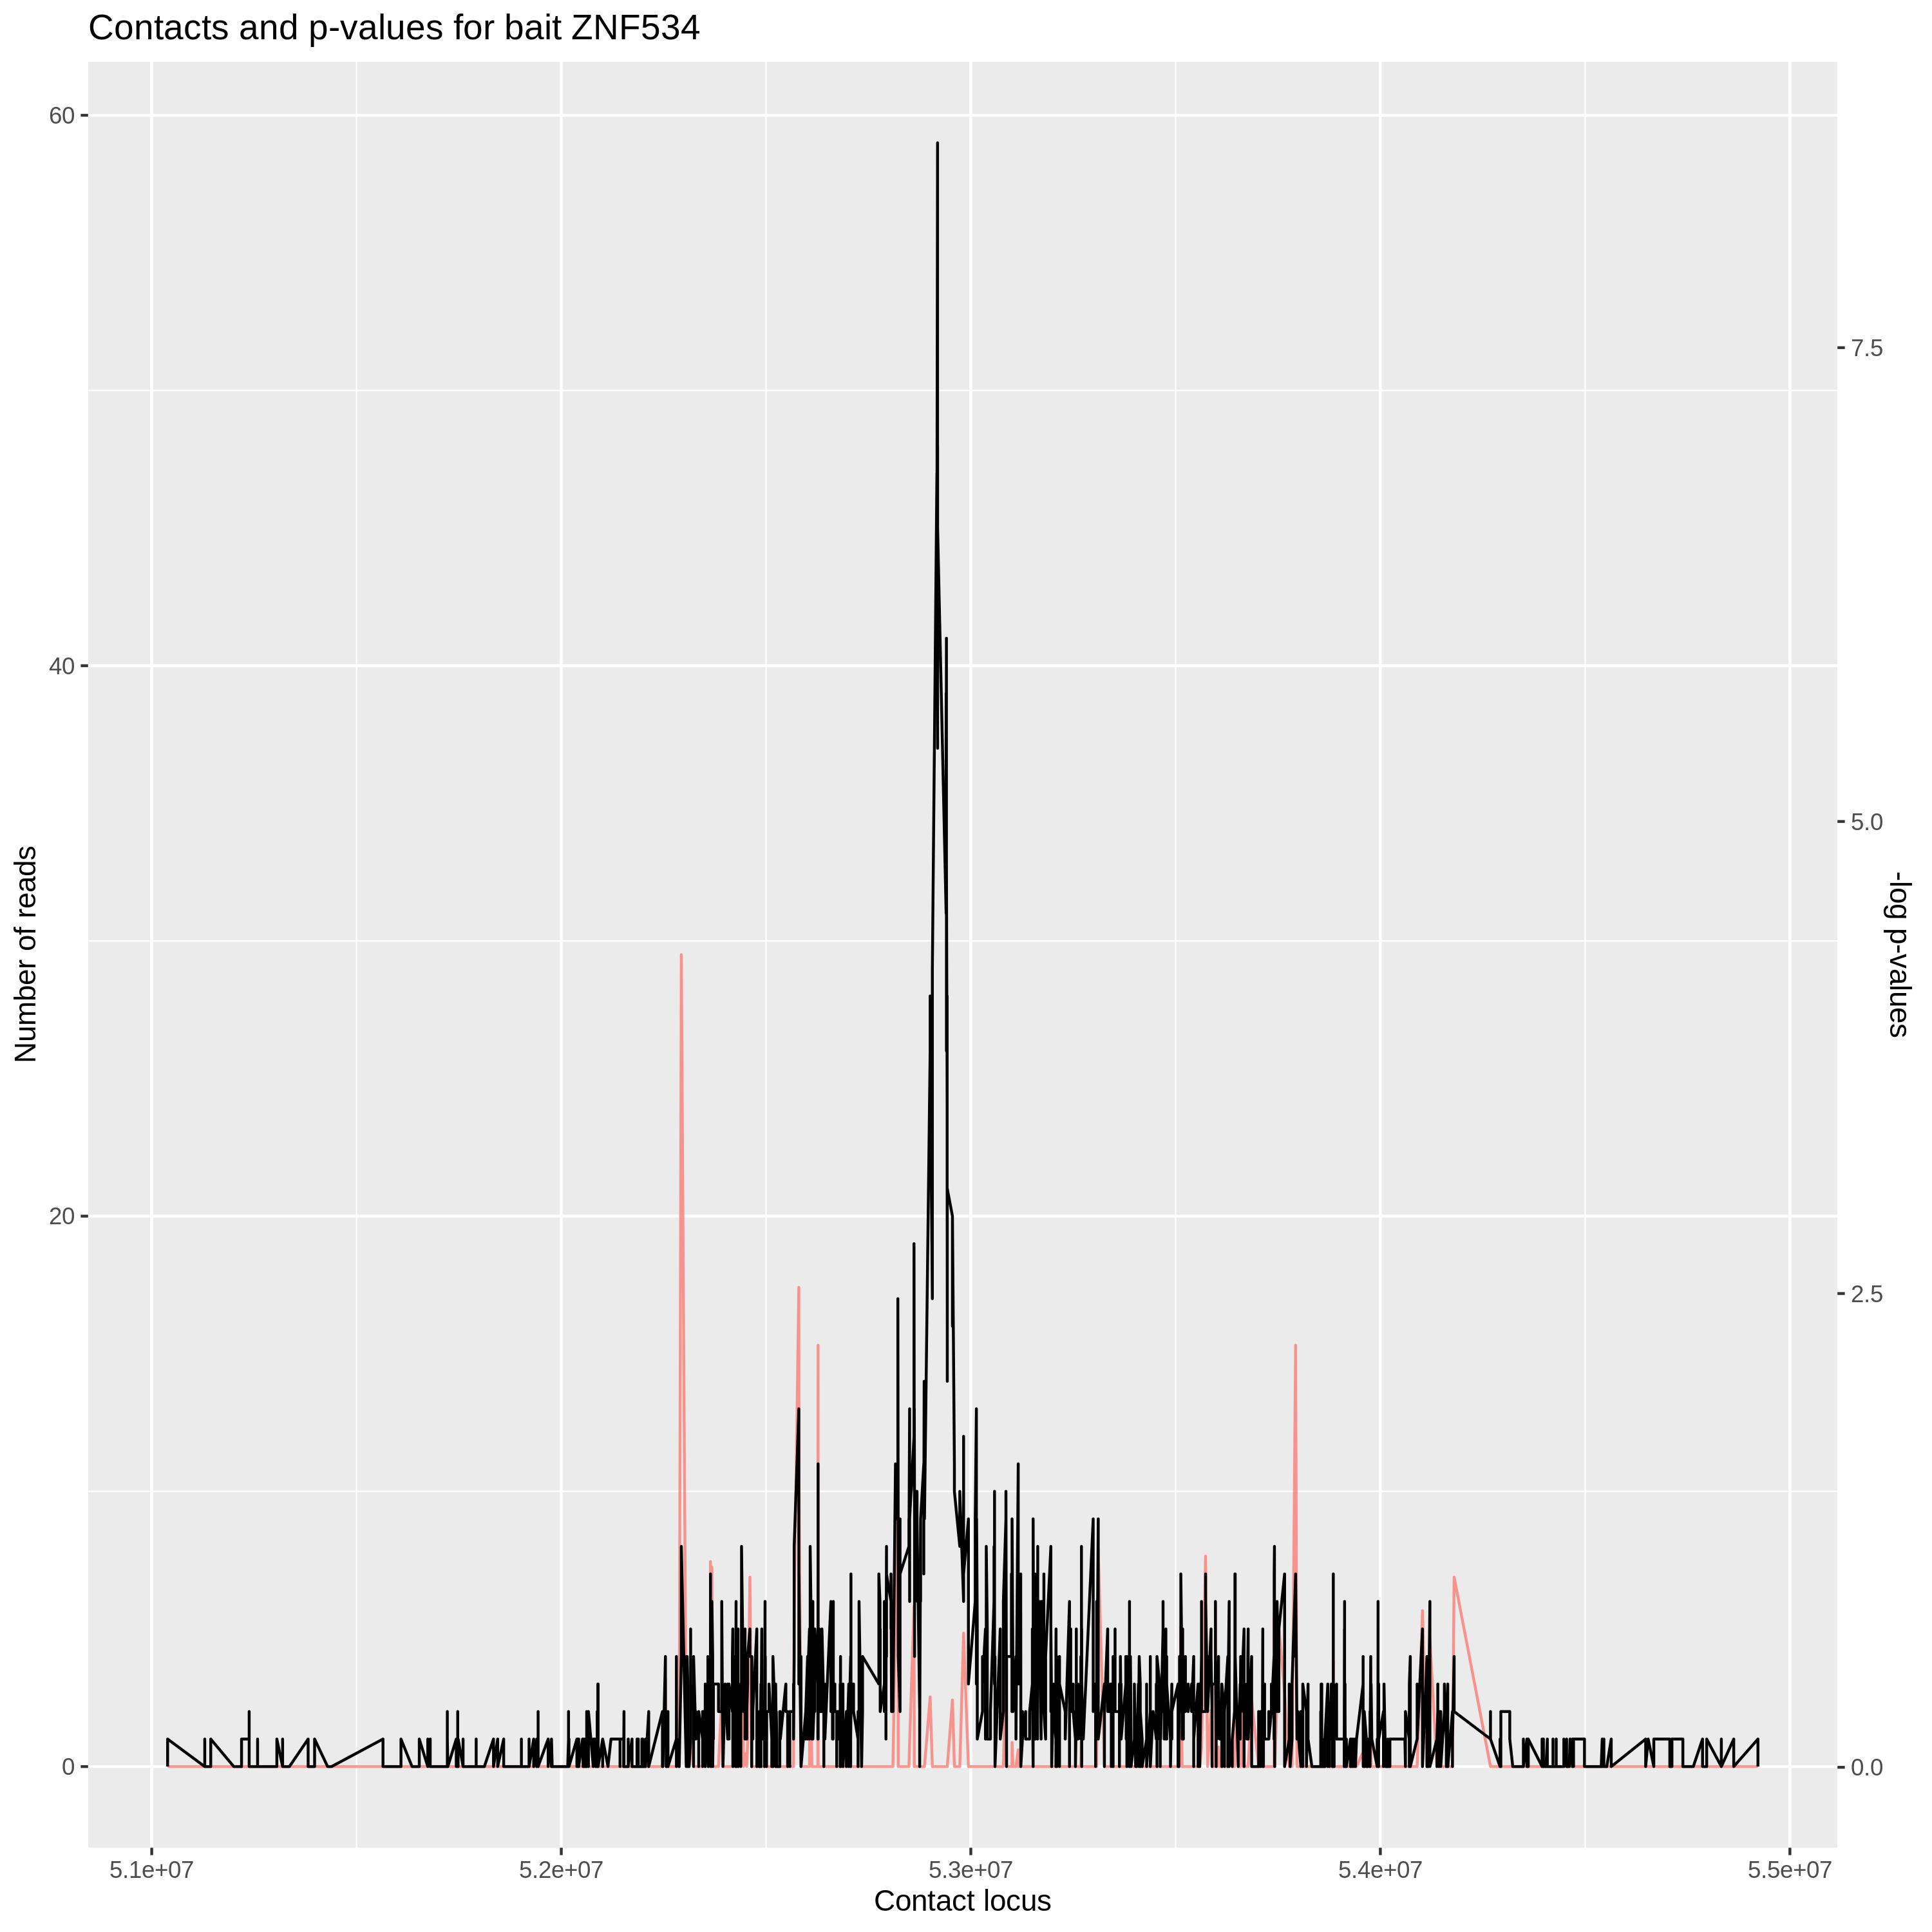 Contacts and p-values for bait ZNF534
60
40
20
0
Number of reads
7.5
5.0
2.5
0.0
-log p-values
5.1e+07 5.2e+07 5.3e+07 5.4e+07 5.5e+07
Contact locus